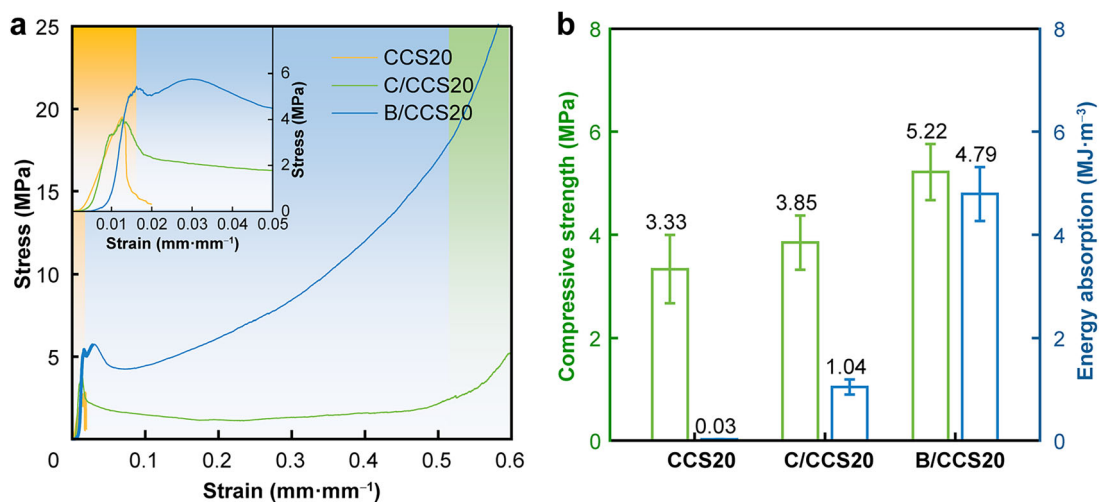 a
25
20
15
10
5
0
Stress (MPa)
0.1
0.2
0.3
0.4
0.5
0.6
Strain (mm·mm⁻¹)
CCS20
C/CCS20
B/CCS20
6
4
2
0
Stress (MPa)
0.01
0.02
0.03
0.04
0.05
Strain (mm·mm⁻¹)
b
8
6
4
2
0
Compressive strength (MPa)
3.33
0.03
3.85
1.04
5.22
4.79
CCS20
C/CCS20
B/CCS20
8
6
4
2
0
Energy absorption (MJ·m⁻³)